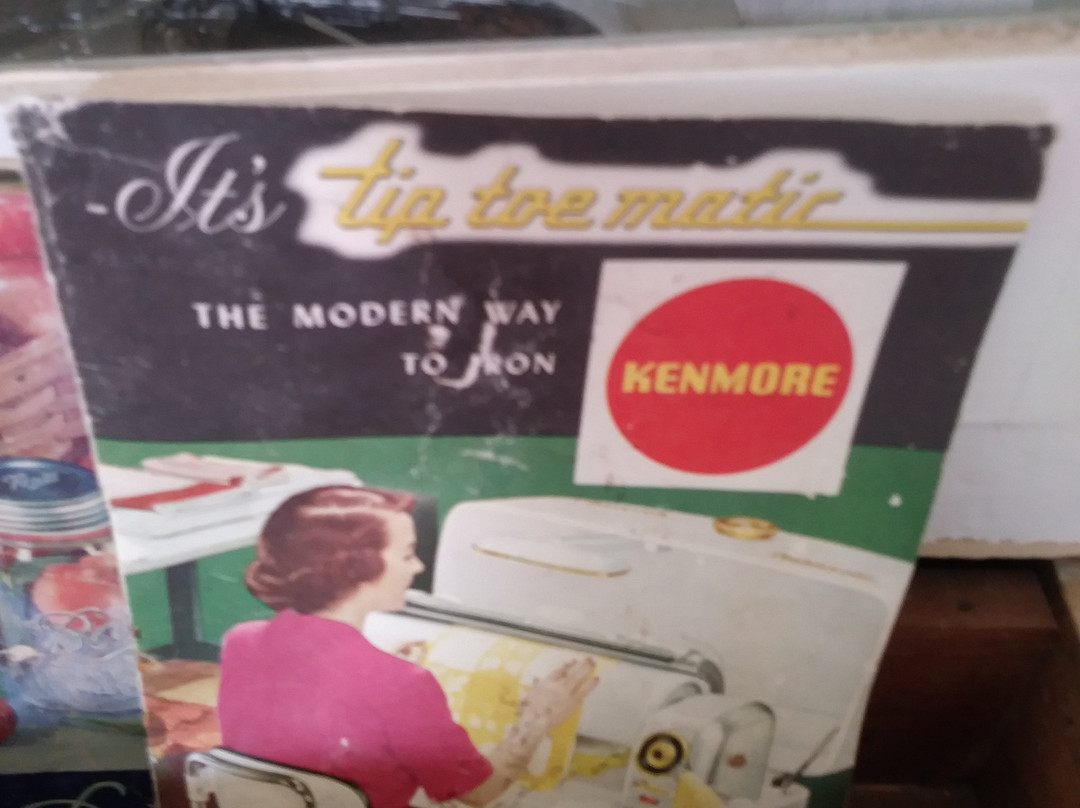 It's tip toe matic
THE MODERN WAY
TO IRON
KENMORE